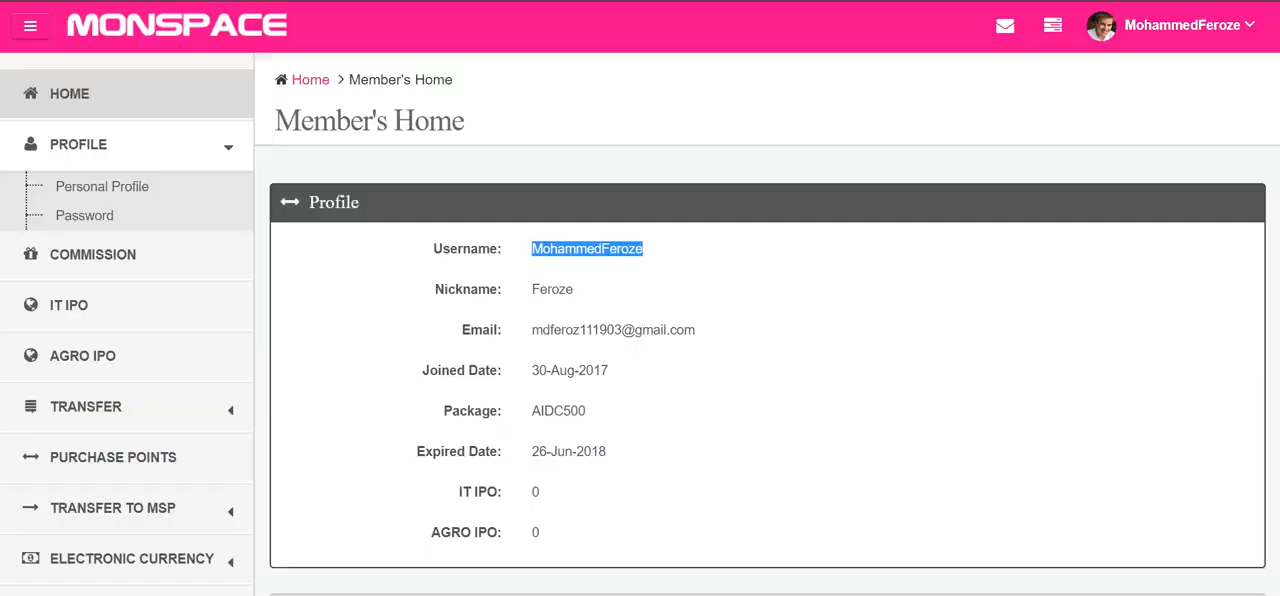 MONSPACE
MohammedFeroze
HOME
PROFILE
Personal Profile
Password
COMMISSION
IT IPO
AGRO IPO
TRANSFER
PURCHASE POINTS
TRANSFER TO MSP
ELECTRONIC CURRENCY
Home > Member's Home
Member's Home
Profile
Username: MohammedFeroze
Nickname: Feroze
Email: mdferoz111903@gmail.com
Joined Date: 30-Aug-2017
Package: AIDC500
Expired Date: 26-Jun-2018
IT IPO: 0
AGRO IPO: 0